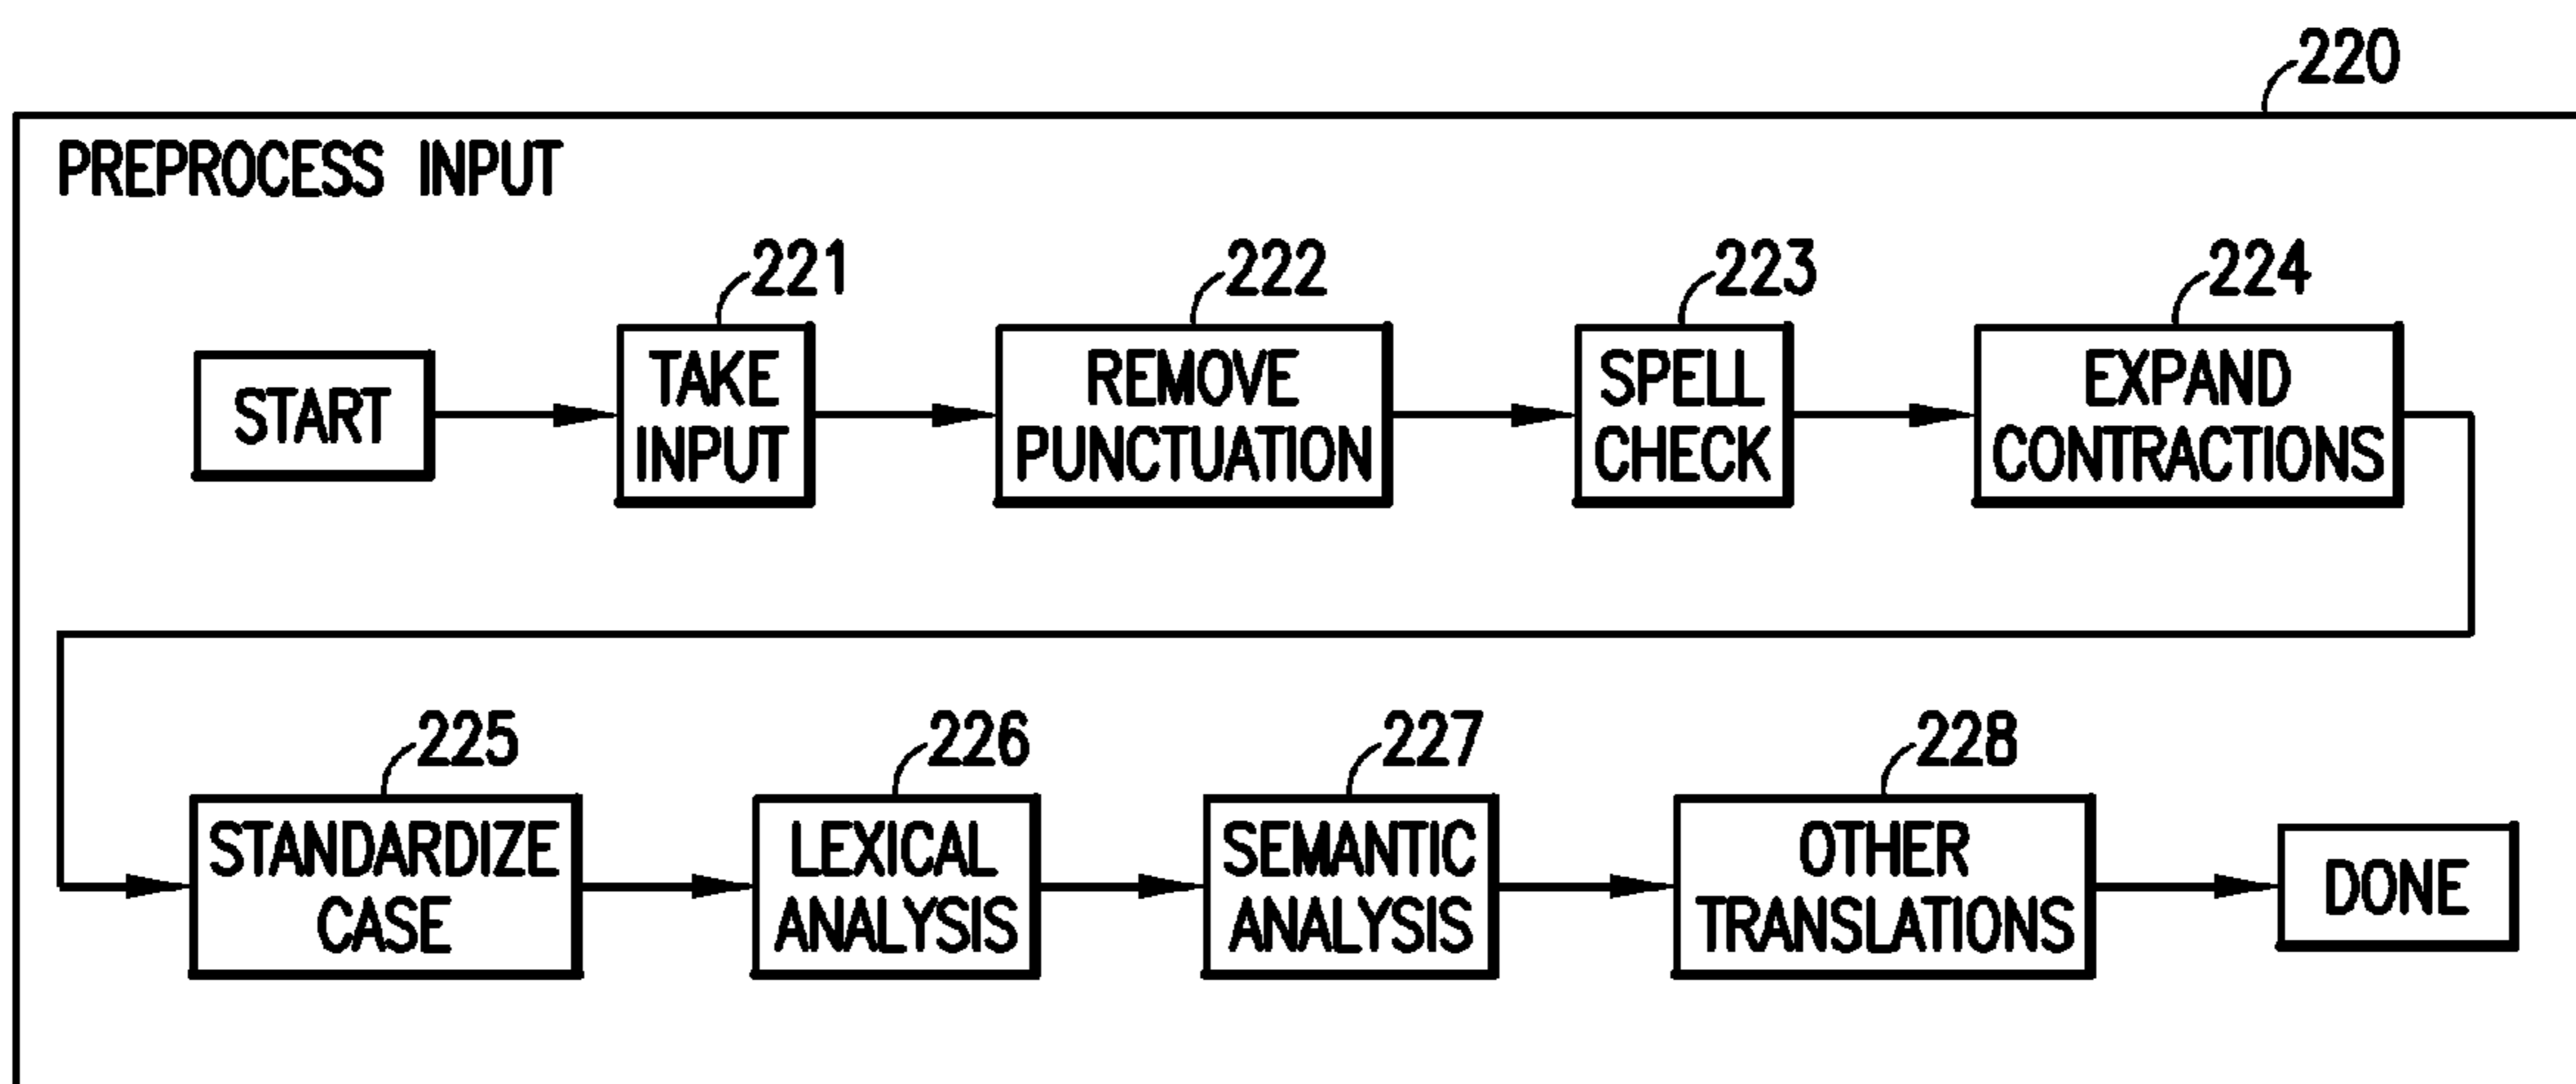 220
PREPROCESS INPUT
221
222
223
224
START
TAKE
INPUT
REMOVE
PUNCTUATION
SPELL
CHECK
EXPAND
CONTRACTIONS
225
226
227
228
STANDARDIZE
CASE
LEXICAL
ANALYSIS
SEMANTIC
ANALYSIS
OTHER
TRANSLATIONS
DONE